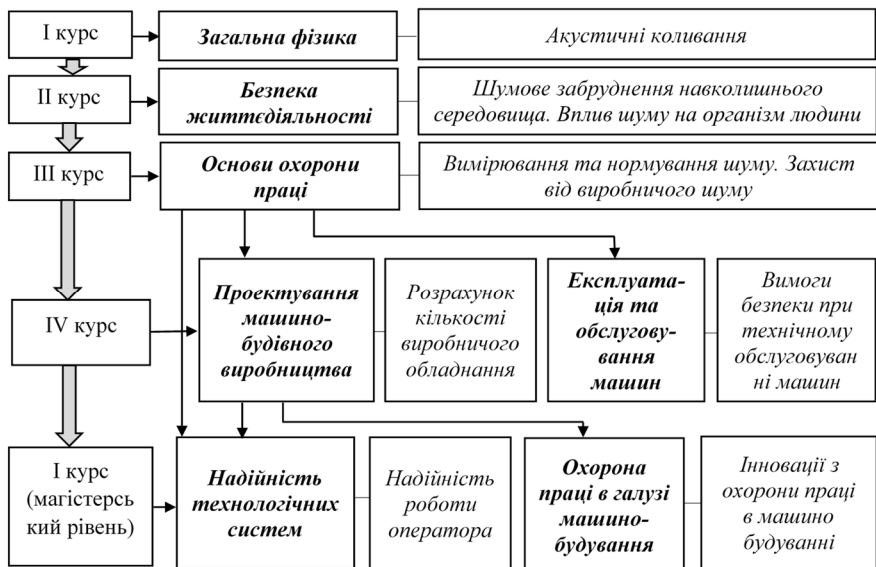 І курс
Загальна фізика
Акустичні коливання
ІІ курс
Безпека
життєдіяльності
Шумове забруднення навколишнього
середовища. Вплив шуму на організм людини
ІІІ курс
Основи охорони
праці
Вимірювання та нормування шуму. Захист
від виробничого шуму
IV курс
Проектування
машино-
будівного
виробництва
Розрахунок
кількості
виробничого
обладнання
Експлуата-
ція та
обслугову-
вання
машин
Вимоги
безпеки при
технічному
обслуговуван
ні машин
І курс
(магістерсь
кий рівень)
Надійність
технологічних
систем
Надійність
роботи
оператора
Охорона
праці в галузі
машино-
будування
Інновації з
охорони праці
в машино
будуванні